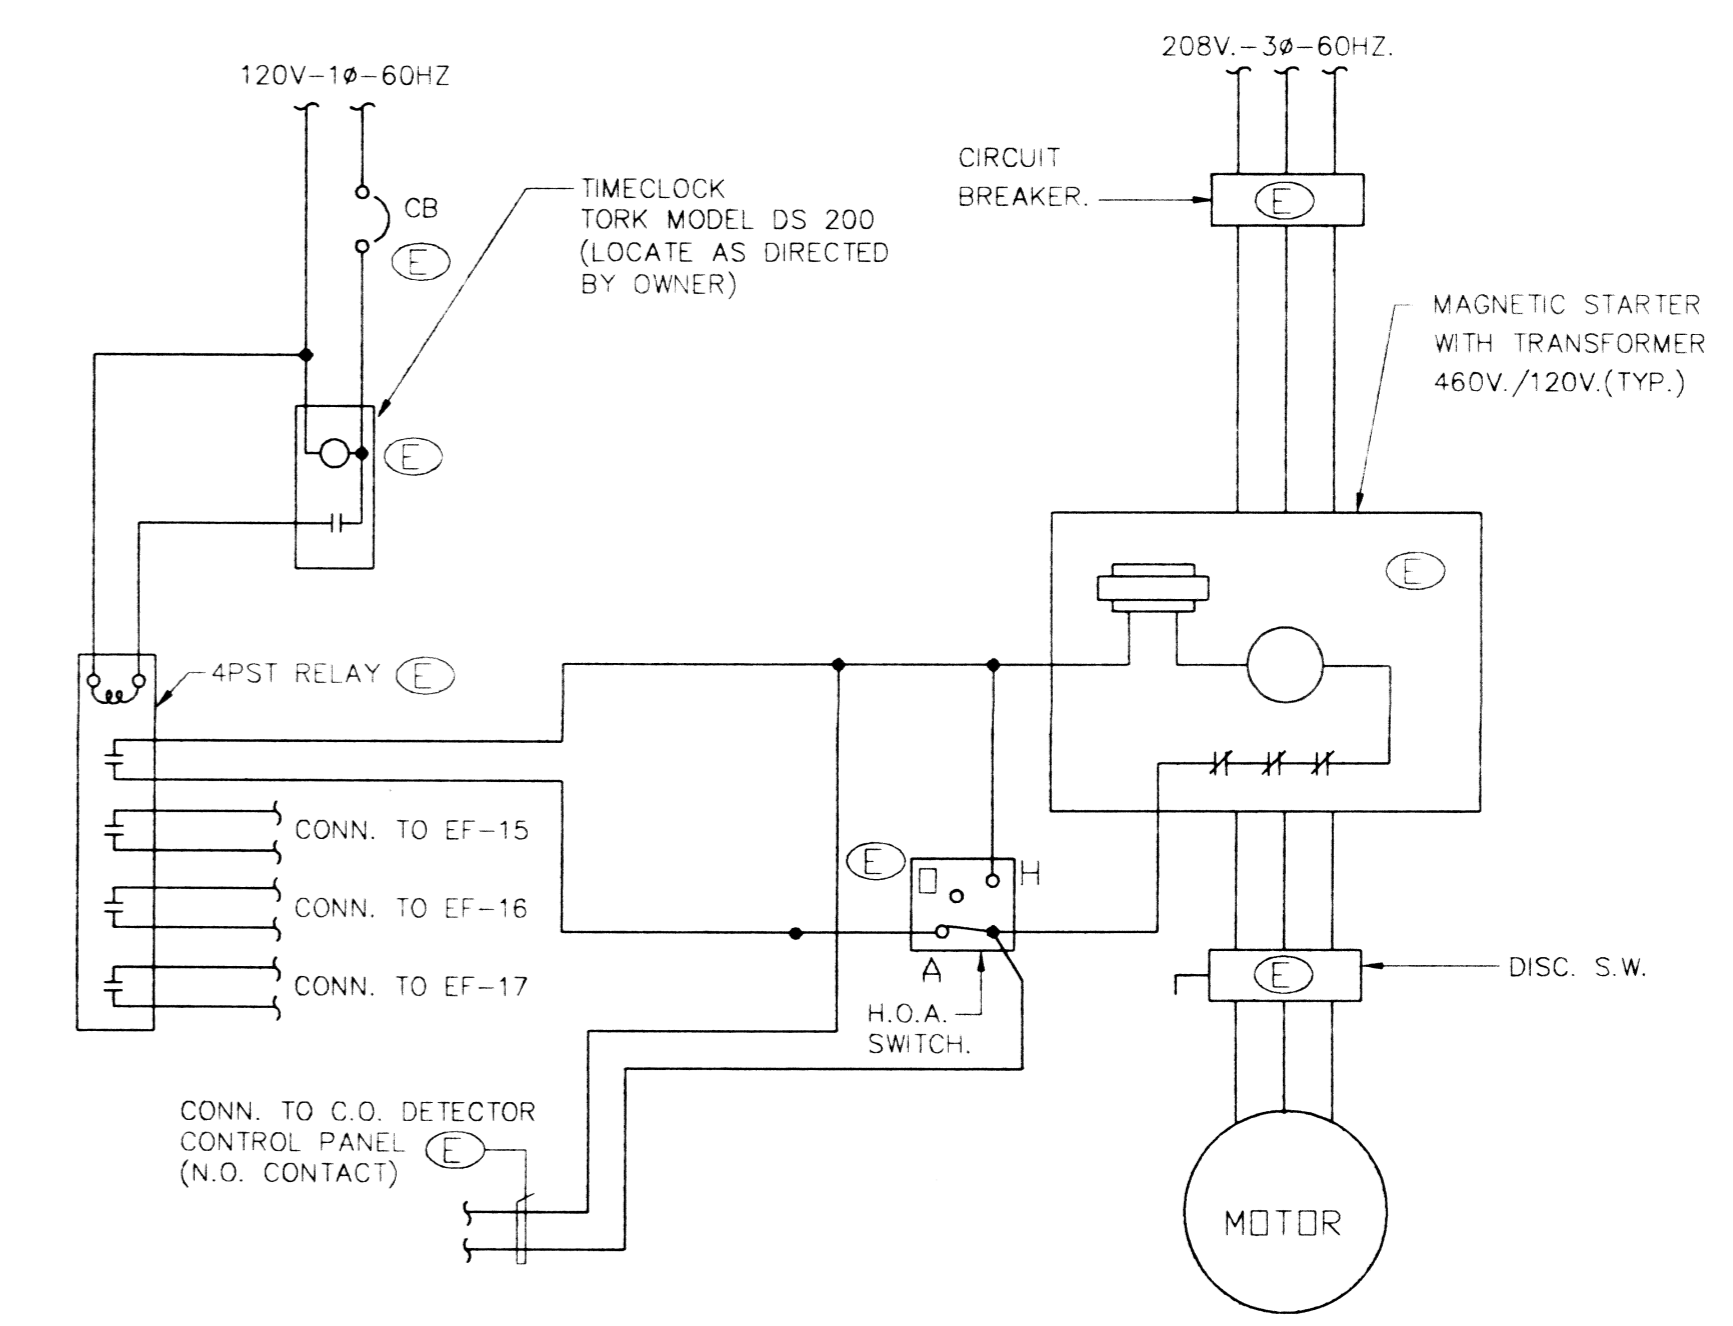 120V-1Ø-60HZ
208V.-3Ø-60HZ.
CB
E
TIMECLOCK
TORK MODEL DS 200
(LOCATE AS DIRECTED
BY OWNER)
E
CIRCUIT
BREAKER.
E
MAGNETIC STARTER
WITH TRANSFORMER
460V./120V.(TYP.)
E
4PST RELAY E
CONN. TO EF-15
CONN. TO EF-16
CONN. TO EF-17
E
O
H
A
H.O.A.
SWITCH.
E
DISC. S.W.
CONN. TO C.O. DETECTOR
CONTROL PANEL E
(N.O. CONTACT)
MOTOR